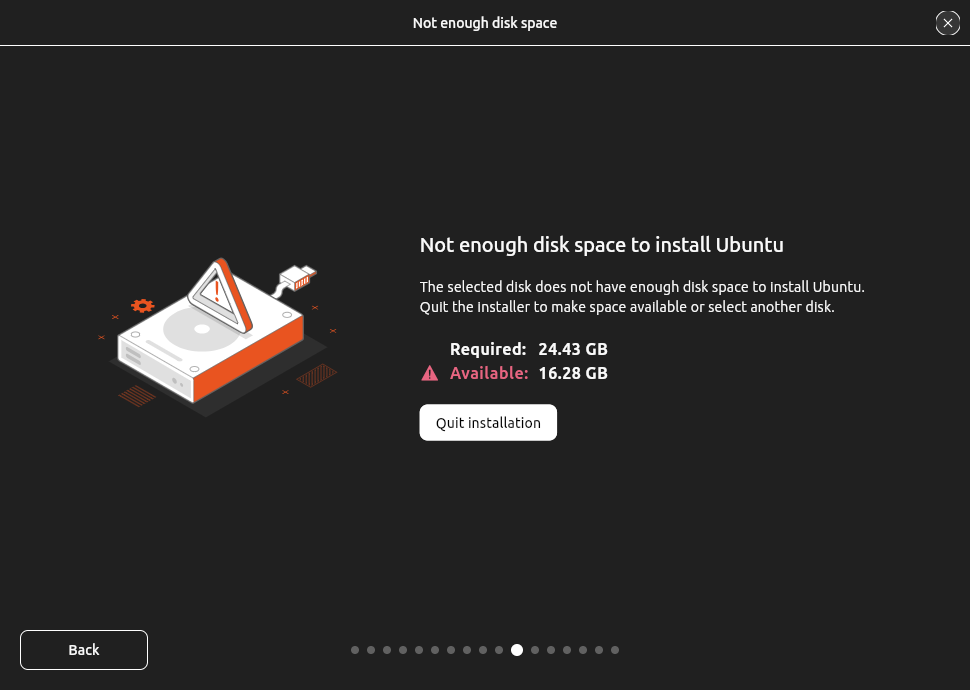 Not enough disk space
Not enough disk space to install Ubuntu
The selected disk does not have enough disk space to install Ubuntu.
Quit the installer to make space available or select another disk.
Required: 24.43 GB
Available: 16.28 GB
Quit installation
Back